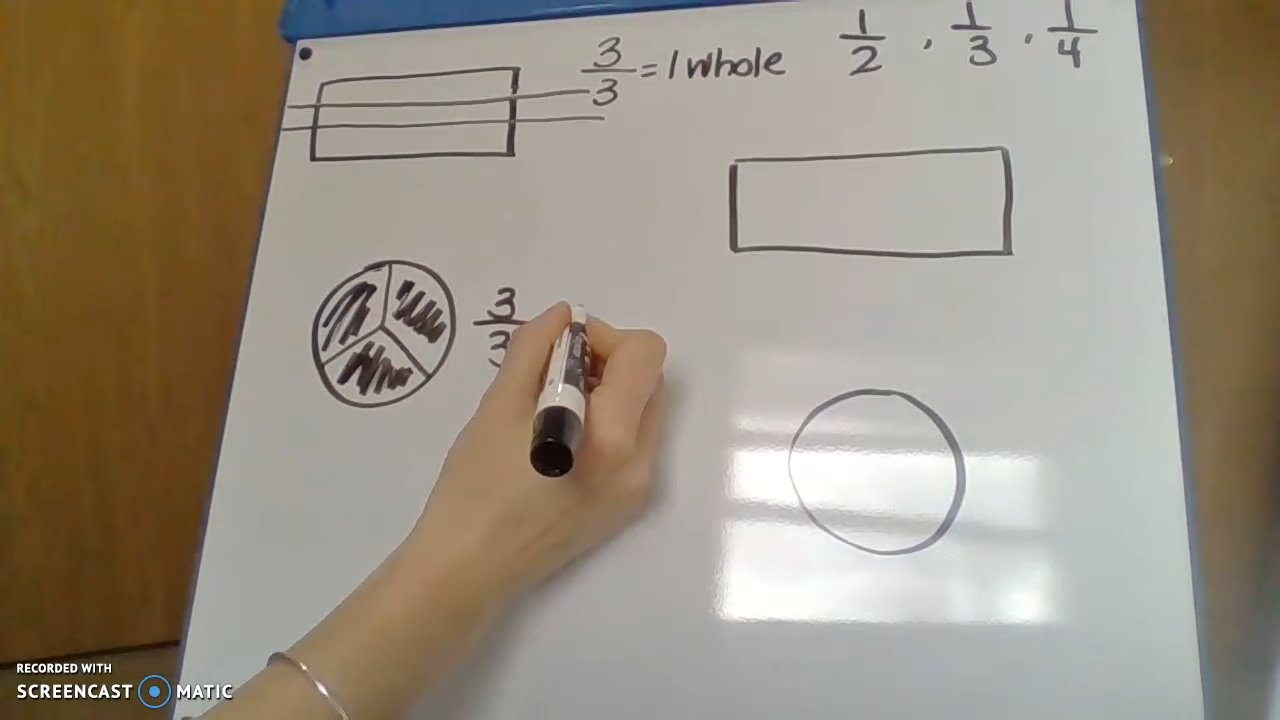 3/3 = 1 whole
1/2 , 1/3 , 1/4
3/3
RECORDED WITH
SCREENCAST MATIC